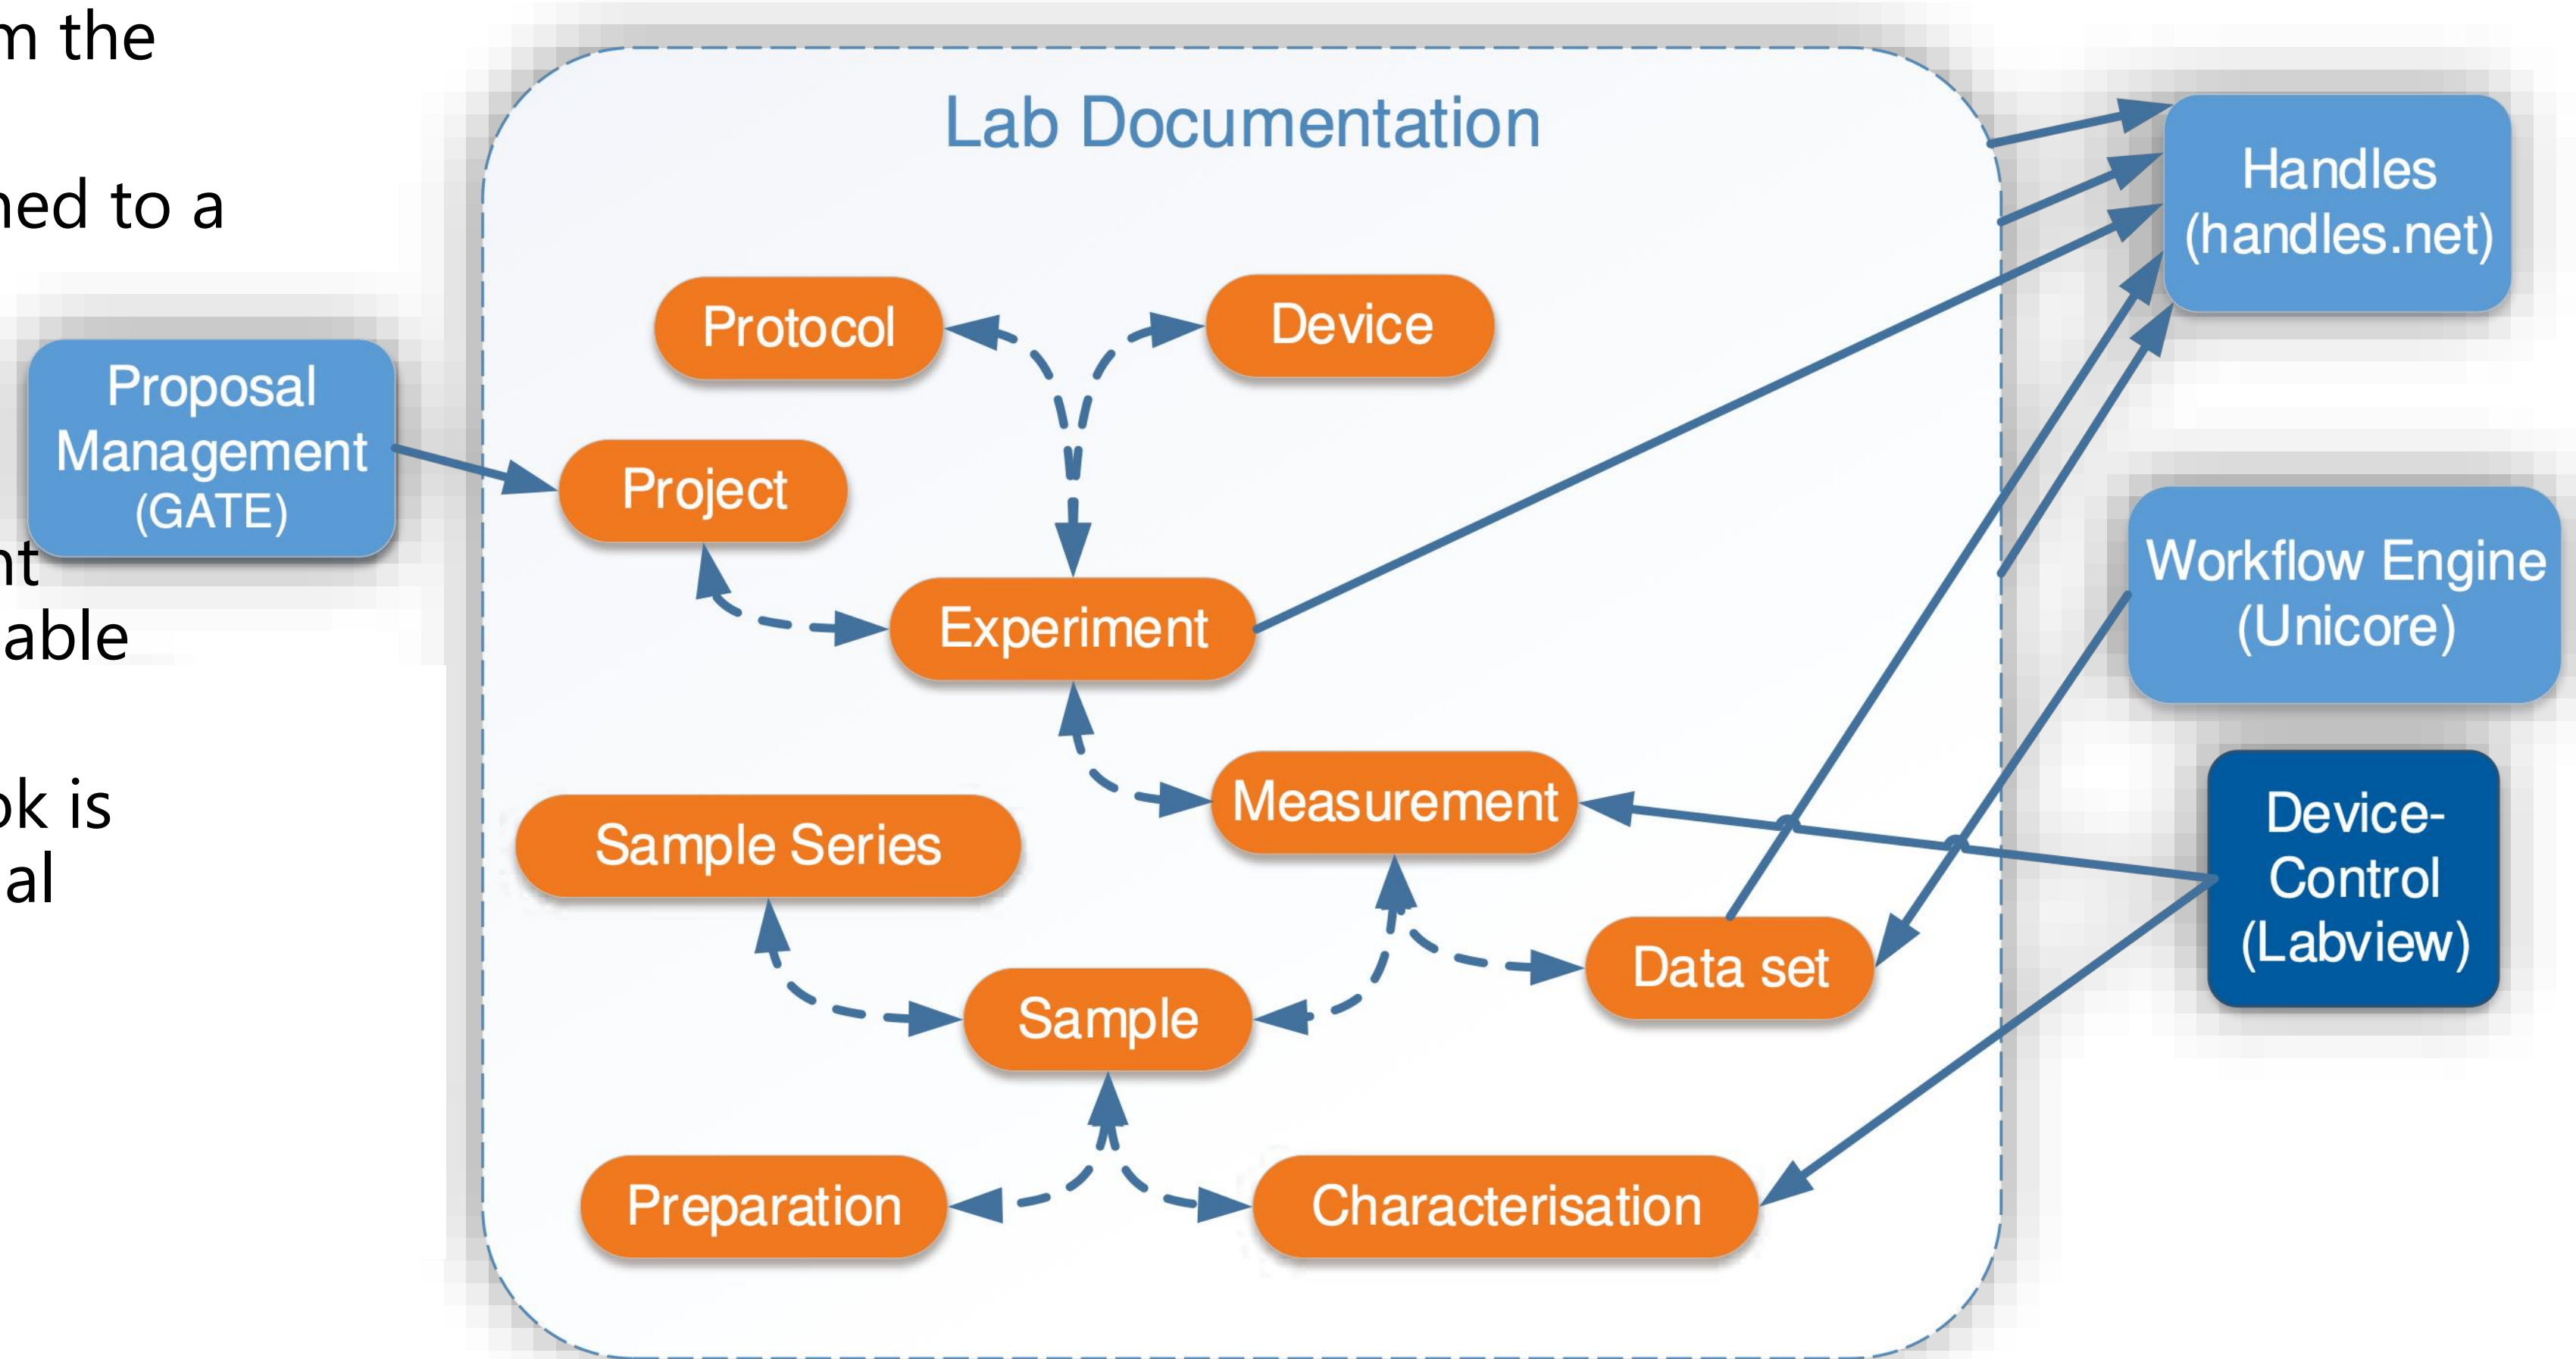 m the
ned to a
nt
able
ok is
al
Lab Documentation
Proposal
Management
(GATE)
Protocol
Device
Project
Experiment
Measurement
Sample Series
Sample
Data set
Preparation
Characterisation
Handles
(handles.net)
Workflow Engine
(Unicore)
Device-
Control
(Labview)